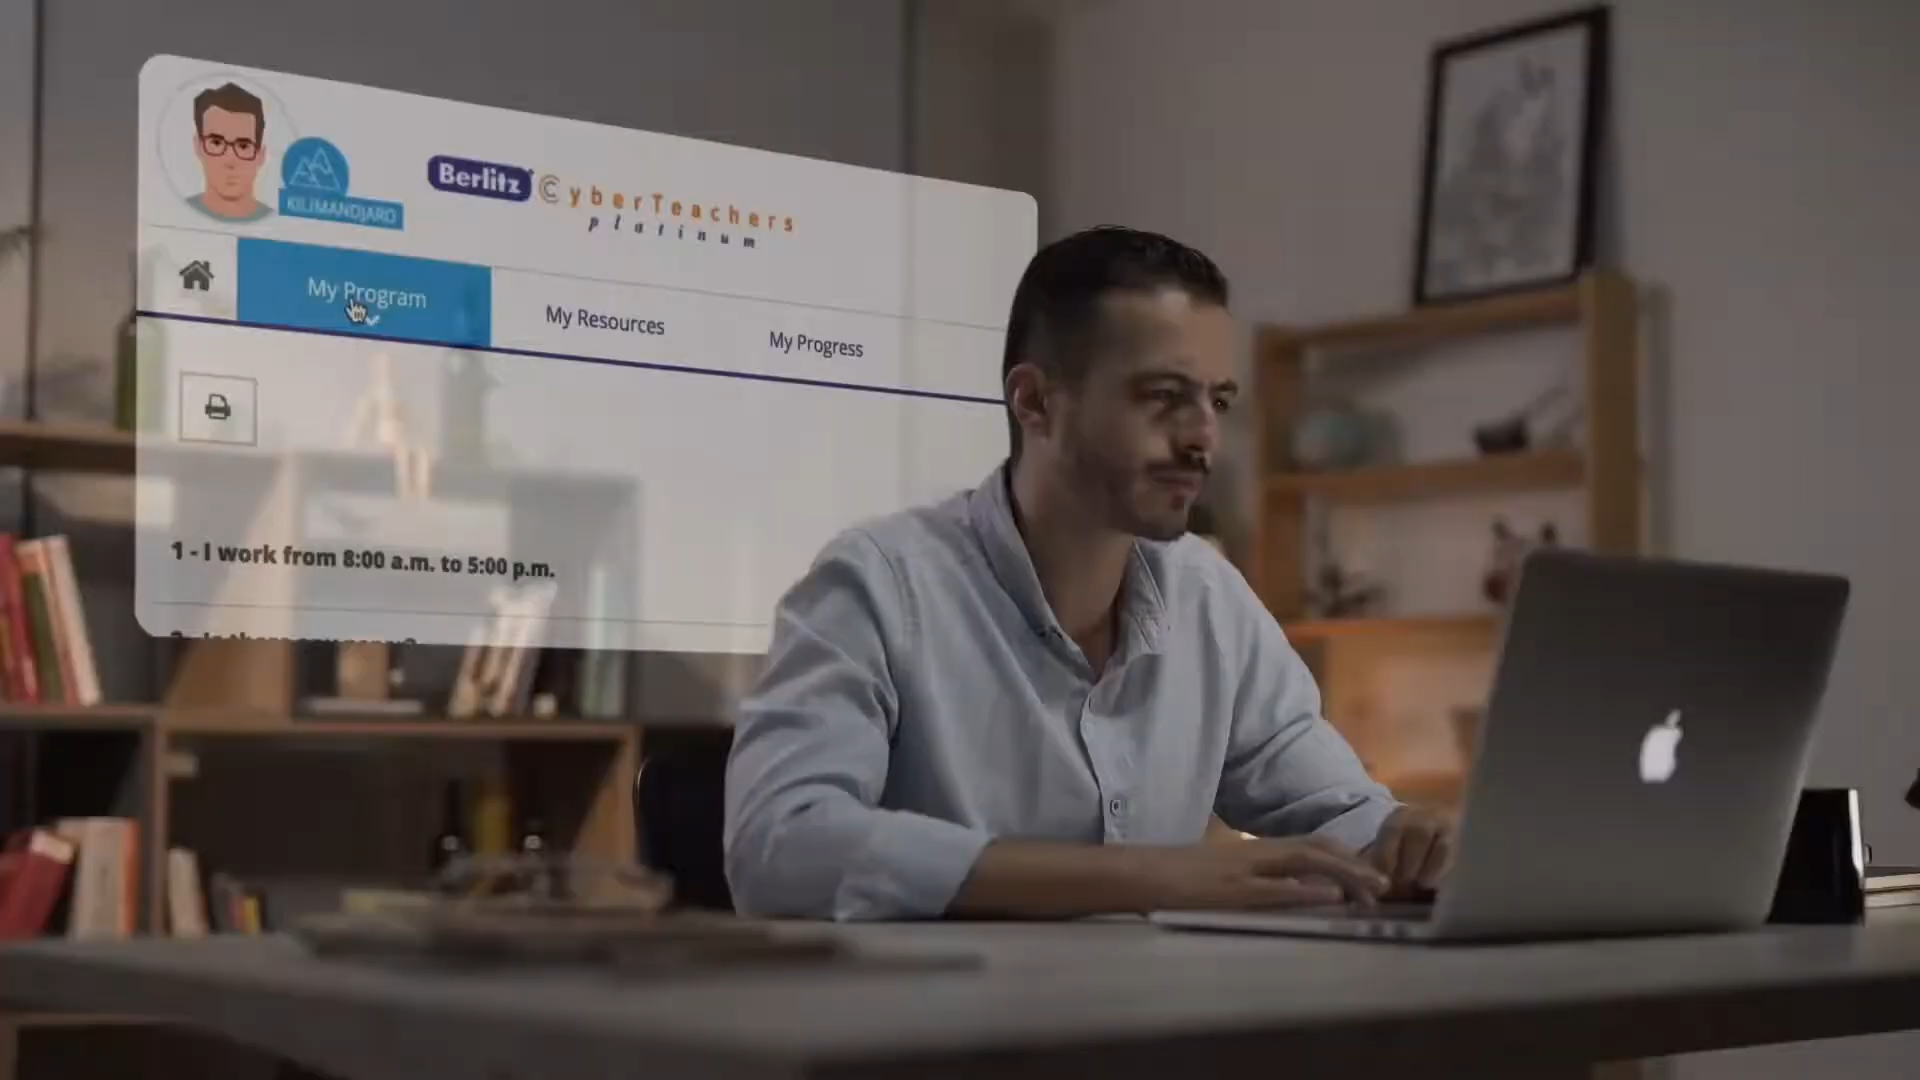 KILIMANDJARO
Berlitz CyberTeachers
platinum
My Program
My Resources
My Progress
1 - I work from 8:00 a.m. to 5:00 p.m.